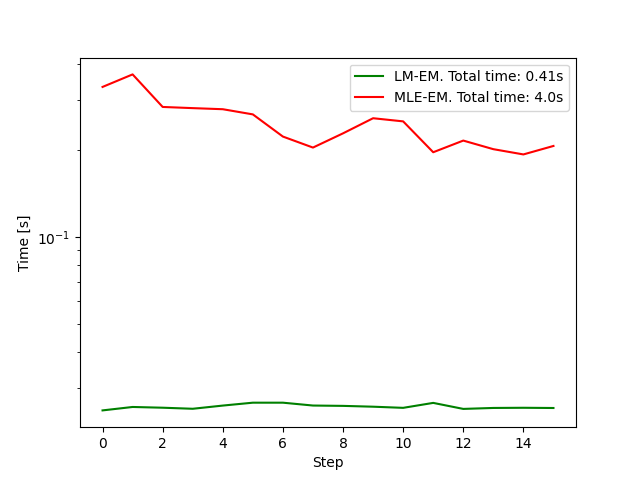 LM-EM. Total time: 0.41s
MLE-EM. Total time: 4.0s
Time [s]
10⁻¹
0 2 4 6 8 10 12 14
Step